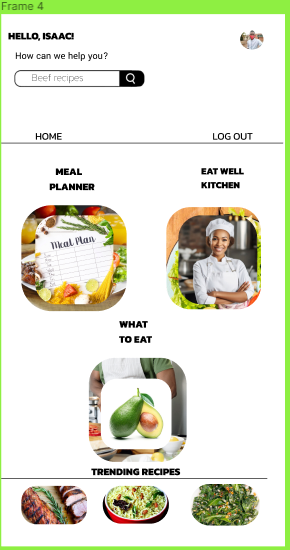 Frame 4
HELLO, ISAAC!
How can we help you?
Beef recipes
HOME
LOG OUT
MEAL
PLANNER
EAT WELL
KITCHEN
Meal Plan
WHAT
TO EAT
TRENDING RECIPES